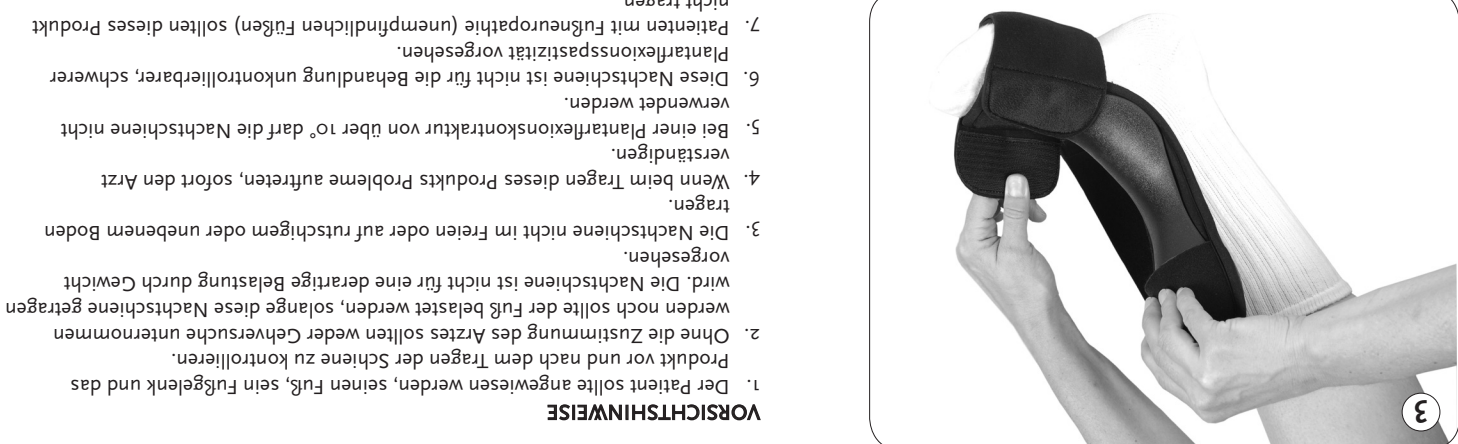 VORSICHTSHINWEISE
1. Der Patient sollte angewiesen werden, seinen Fuß, sein Fußgelenk und das
Produkt vor und nach dem Tragen der Schiene zu kontrollieren.
2. Ohne die Zustimmung des Arztes sollten weder Gehversuche unternommen
werden noch sollte der Fuß belastet werden, solange diese Nachtschiene getragen
wird. Die Nachtschiene ist nicht für eine derartige Belastung durch Gewicht
vorgesehen.
3. Die Nachtschiene nicht im Freien oder auf rutschigem oder unebenem Boden
tragen.
4. Wenn beim Tragen dieses Produkts Probleme auftreten, sofort den Arzt
verständigen.
5. Bei einer Plantarflexionskontraktur von über 10° darf die Nachtschiene nicht
verwendet werden.
6. Diese Nachtschiene ist nicht für die Behandlung unkontrollierbarer, schwerer
Plantarflexionsspastizität vorgesehen.
7. Patienten mit Fußneuropathie (unempfindlichen Füßen) sollten dieses Produkt
nicht tragen.
3